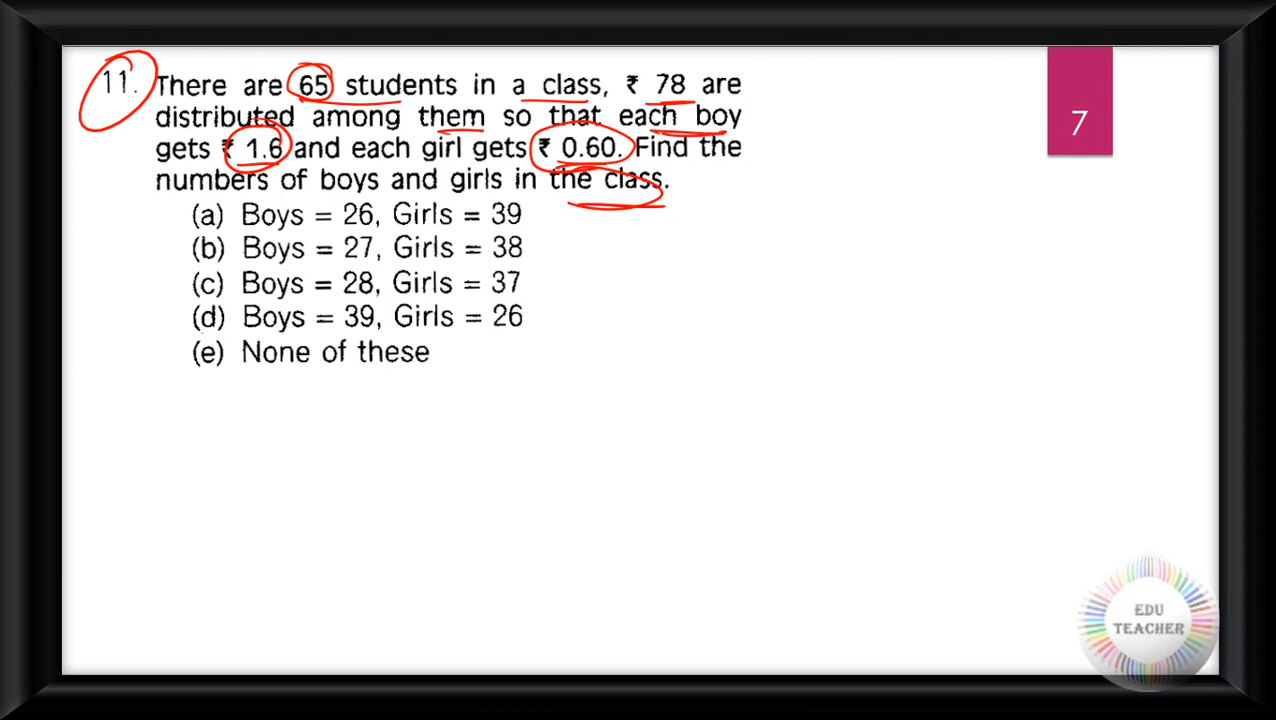 11. There are 65 students in a class, ₹ 78 are
distributed among them so that each boy
gets ₹ 1.6 and each girl gets ₹ 0.60. Find the
numbers of boys and girls in the class.
(a) Boys = 26, Girls = 39
(b) Boys = 27, Girls = 38
(c) Boys = 28, Girls = 37
(d) Boys = 39, Girls = 26
(e) None of these
7
EDU
TEACHER